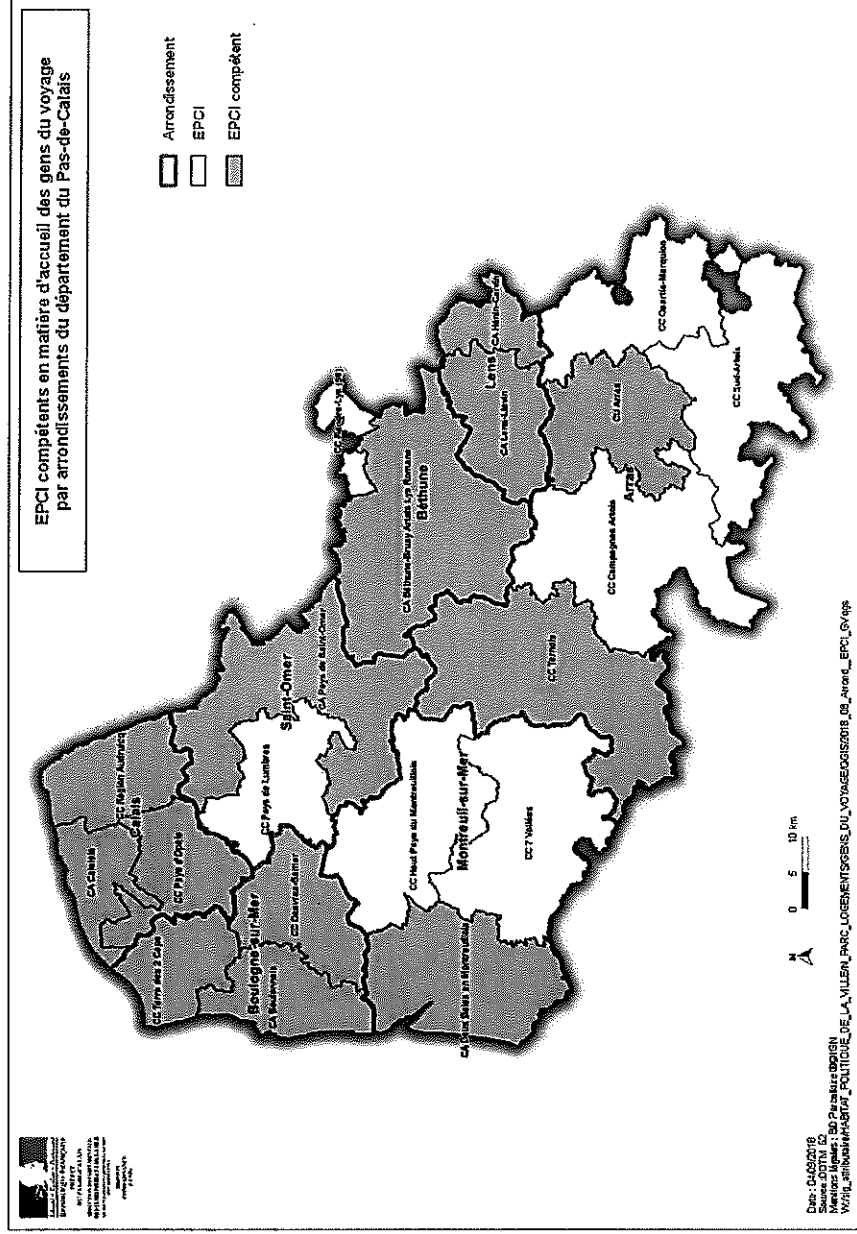 EPCI compétents en matière d'accueil des gens du voyage
par arrondissements du département du Pas-de-Calais
Arrondissement
EPCI
EPCI compétent
CC Région Audruicq
CA Calaisis
Calais
CC Pays d'Opale
CC Terre des 2 Caps
Boulogne-sur-Mer
CA Boulonnais
CC Desvres-Samer
CC Pays de Lumbres
Saint-Omer
CA Pays de Saint-Omer
CA Béthune-Bruay Artois Lys Romane
Béthune
CA Lens-Liévin
Lens
CA Hénin-Carvin
CC Haut Pays du Montreuillois
Montreuil-sur-Mer
CC 7 Vallées
CA Deux Baies en Montreuillois
CC Ternois
CC Campagnes Artois
Arras
CU Arras
CC Osartis-Marquion
CC Sud-Artois
N
0 5 10 km
Date : 04/09/2018
Source : DDTM 62
Mentions légales : BD Parcellaire ©IGN